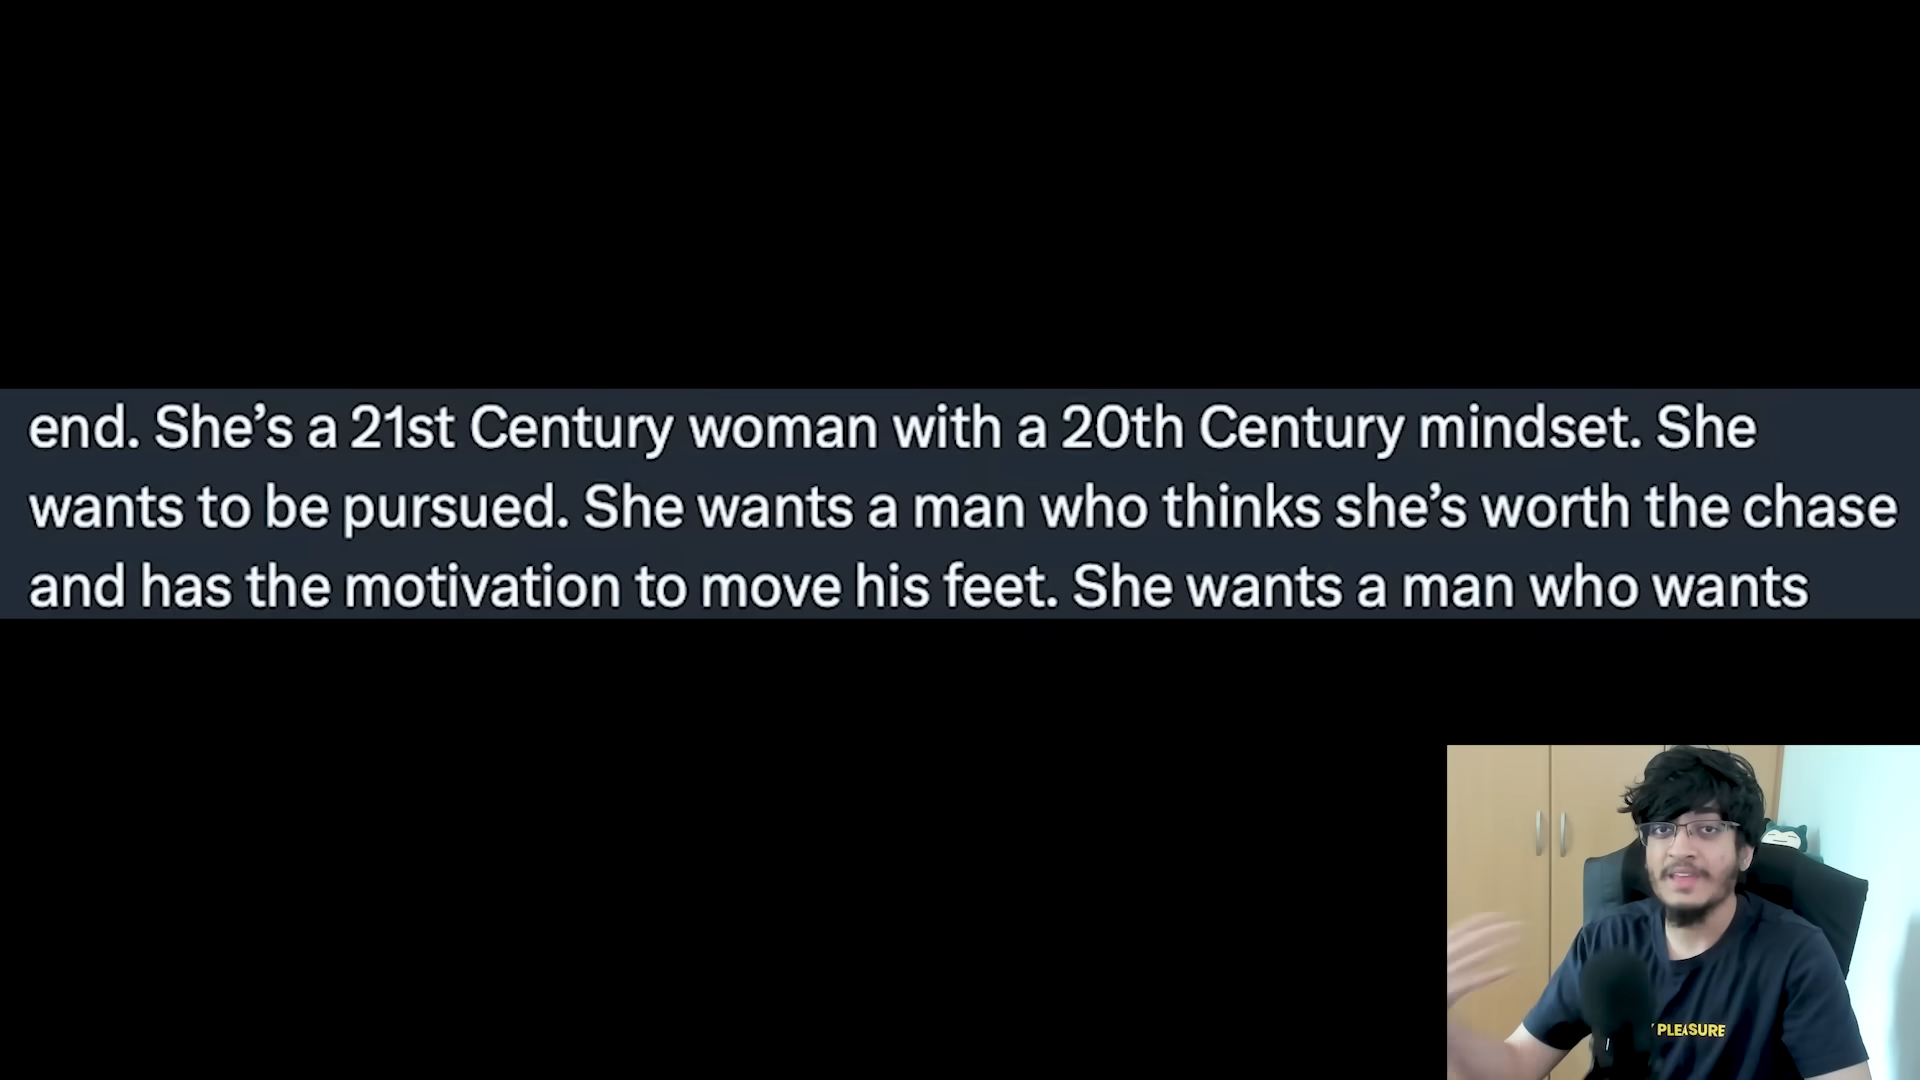 end. She’s a 21st Century woman with a 20th Century mindset. She
wants to be pursued. She wants a man who thinks she’s worth the chase
and has the motivation to move his feet. She wants a man who wants
PLEASURE